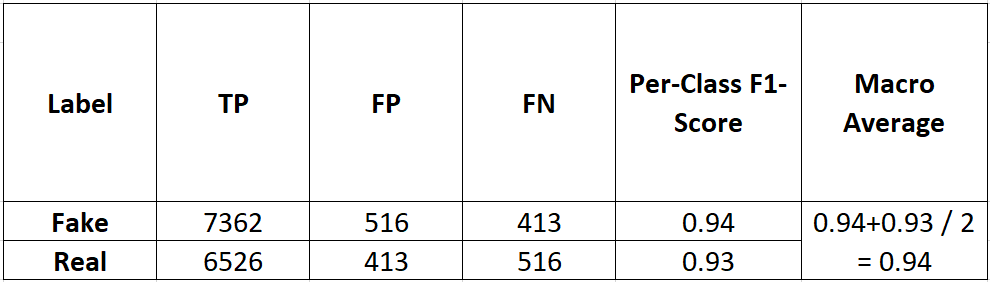 Label TP FP FN Per-Class F1-Score Macro Average
Fake 7362 516 413 0.94 0.94+0.93 / 2
Real 6526 413 516 0.93 = 0.94